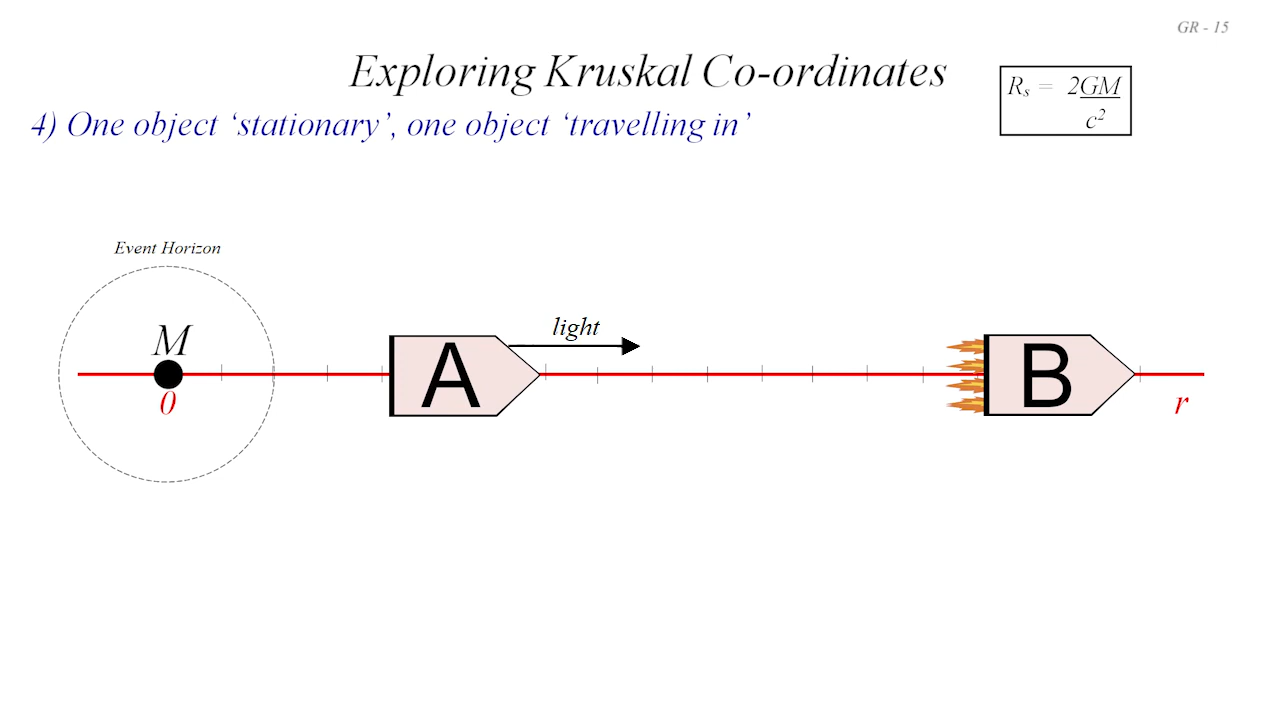 GR - 15
Exploring Kruskal Co-ordinates
4) One object ‘stationary’, one object ‘travelling in’
Rs = 2GM
c²
Event Horizon
M
0
A
light
B
r